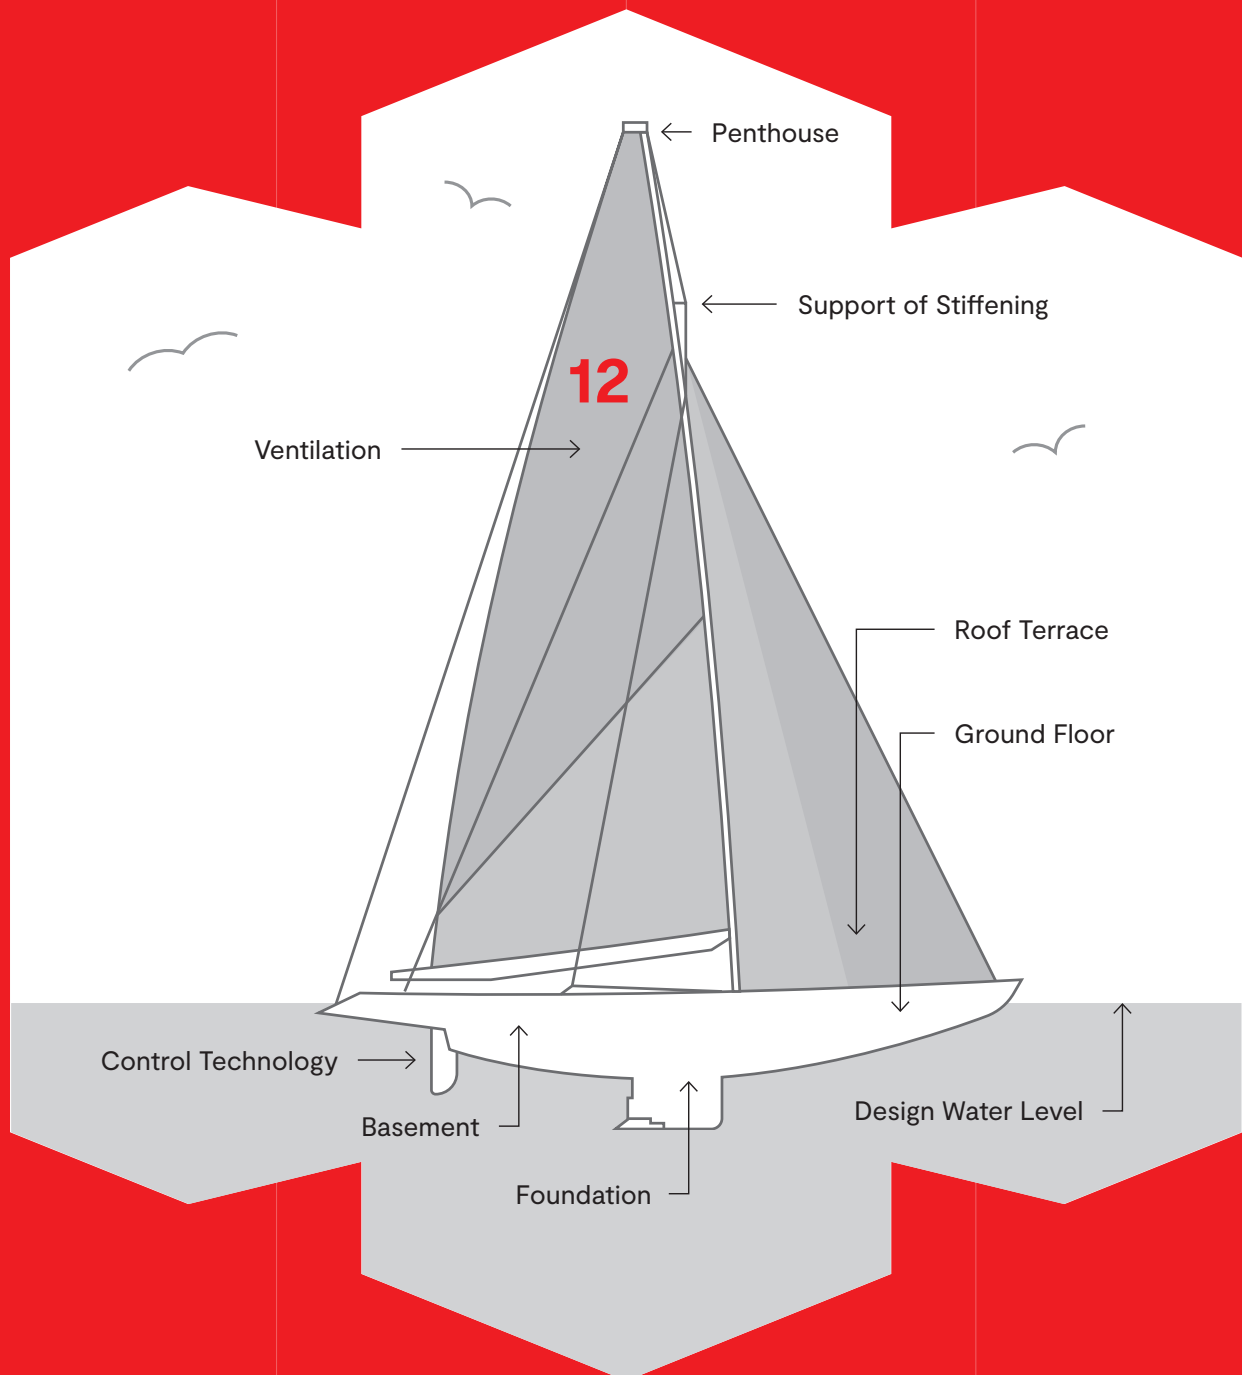 Penthouse
Support of Stiffening
12
Ventilation
Roof Terrace
Ground Floor
Control Technology
Design Water Level
Basement
Foundation